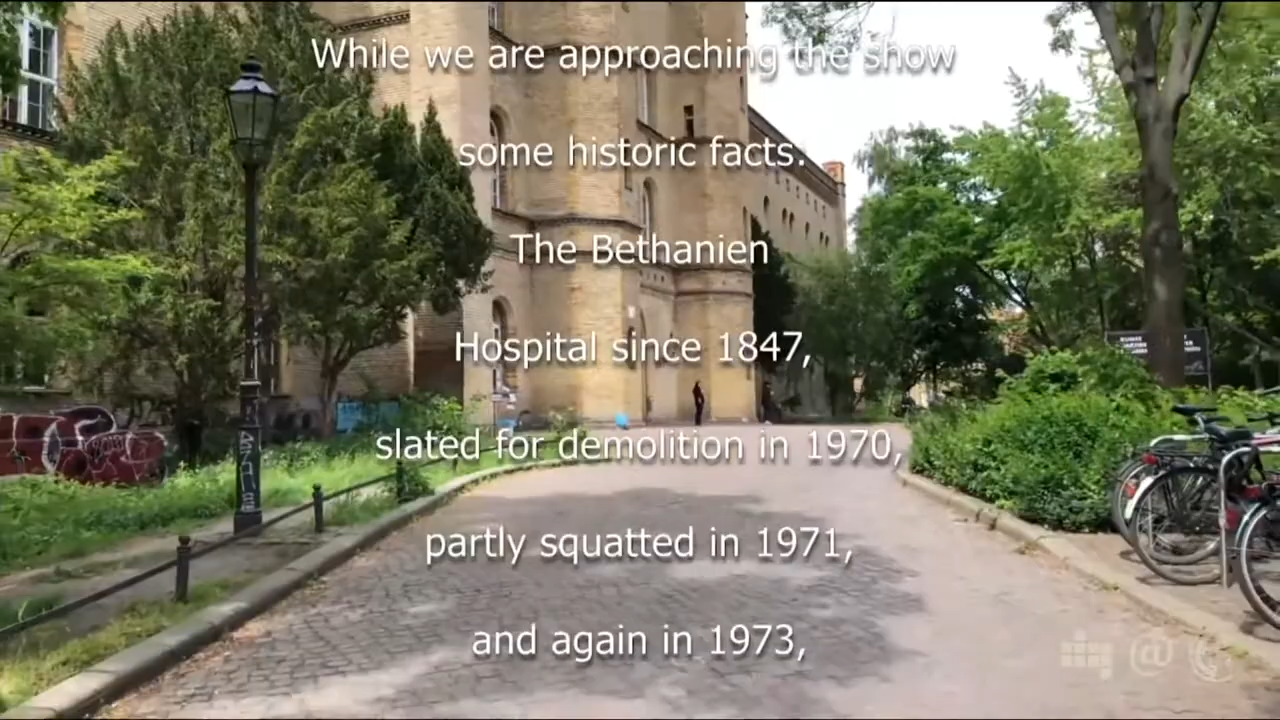 While we are approaching the show
some historic facts.
The Bethanien
Hospital since 1847,
slated for demolition in 1970,
partly squatted in 1971,
and again in 1973,